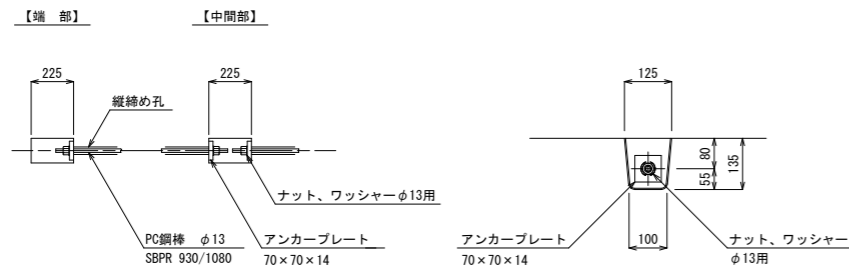 【端　部】
【中間部】
225
225
縦締め孔
ナット、ワッシャーφ13用
PC鋼棒　φ13
SBPR 930/1080
アンカープレート
70×70×14
125
80
55
135
100
アンカープレート
70×70×14
ナット、ワッシャー
φ13用